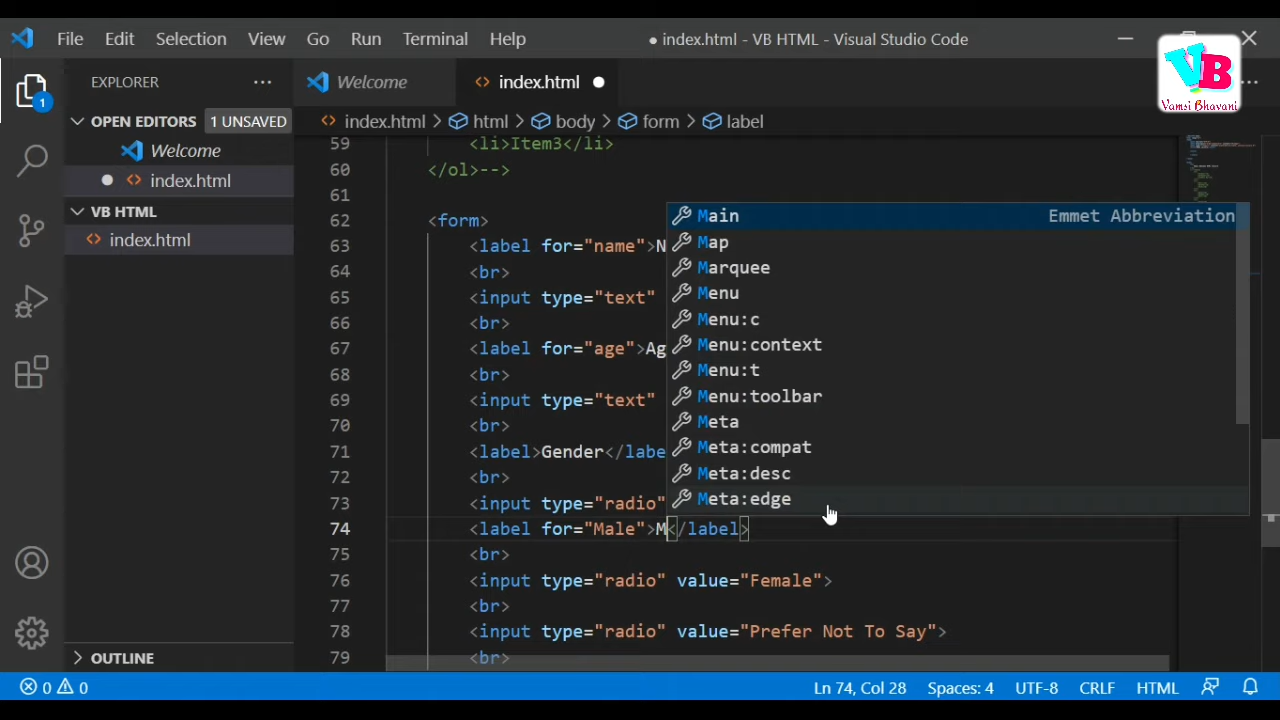 File Edit Selection View Go Run Terminal Help
● index.html - VB HTML - Visual Studio Code
VB
Vamsi Bhavani
EXPLORER
Welcome
index.html
OPEN EDITORS 1 UNSAVED
Welcome
index.html
VB HTML
index.html
OUTLINE
1
index.html > html > body > form > label
59 <li>Item3</li>
60 </ol>-->
61
62 <form>
63 <label for="name">N
64 <br>
65 <input type="text"
66 <br>
67 <label for="age">Ag
68 <br>
69 <input type="text"
70 <br>
71 <label>Gender</labe
72 <br>
73 <input type="radio"
74 <label for="Male">M</label>
75 <br>
76 <input type="radio" value="Female">
77 <br>
78 <input type="radio" value="Prefer Not To Say">
79 <br>
Main Emmet Abbreviation
Map
Marquee
Menu
Menu:c
Menu:context
Menu:t
Menu:toolbar
Meta
Meta:compat
Meta:desc
Meta:edge
0 0
Ln 74, Col 28 Spaces: 4 UTF-8 CRLF HTML